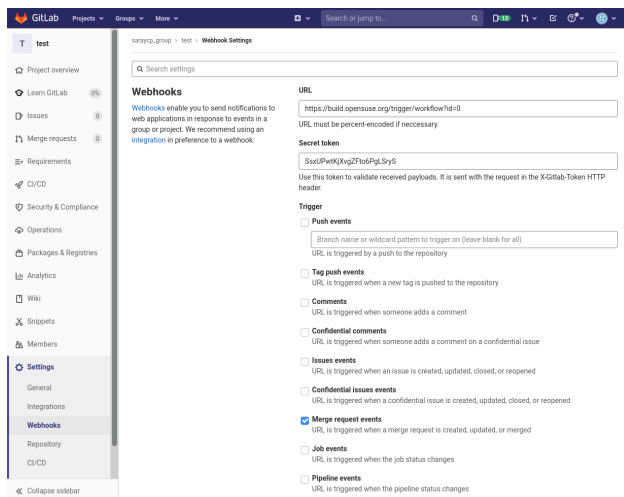 GitLab Projects Groups More Search or jump to... 12
T test
saraycp_group > test > Webhook Settings
Project overview
Learn GitLab 0%
Issues 0
Merge requests 0
Requirements
CI/CD
Security & Compliance
Operations
Packages & Registries
Analytics
Wiki
Snippets
Members
Settings
General
Integrations
Webhooks
Repository
CI/CD
Collapse sidebar
Search settings
Webhooks
Webhooks enable you to send notifications to
web applications in response to events in a
group or project. We recommend using an
integration in preference to a webhook.
URL
https://build.opensuse.org/trigger/workflow?id=0
URL must be percent-encoded if neccessary.
Secret token
SsxUPwtKjXvgZFto6PgLSryS
Use this token to validate received payloads. It is sent with the request in the X-Gitlab-Token HTTP
header.
Trigger
Push events
Branch name or wildcard pattern to trigger on (leave blank for all)
URL is triggered by a push to the repository
Tag push events
URL is triggered when a new tag is pushed to the repository
Comments
URL is triggered when someone adds a comment
Confidential comments
URL is triggered when someone adds a comment on a confidential issue
Issues events
URL is triggered when an issue is created, updated, closed, or reopened
Confidential issues events
URL is triggered when a confidential issue is created, updated, closed, or reopened
Merge request events
URL is triggered when a merge request is created, updated, or merged
Job events
URL is triggered when the job status changes
Pipeline events
URL is triggered when the pipeline status changes